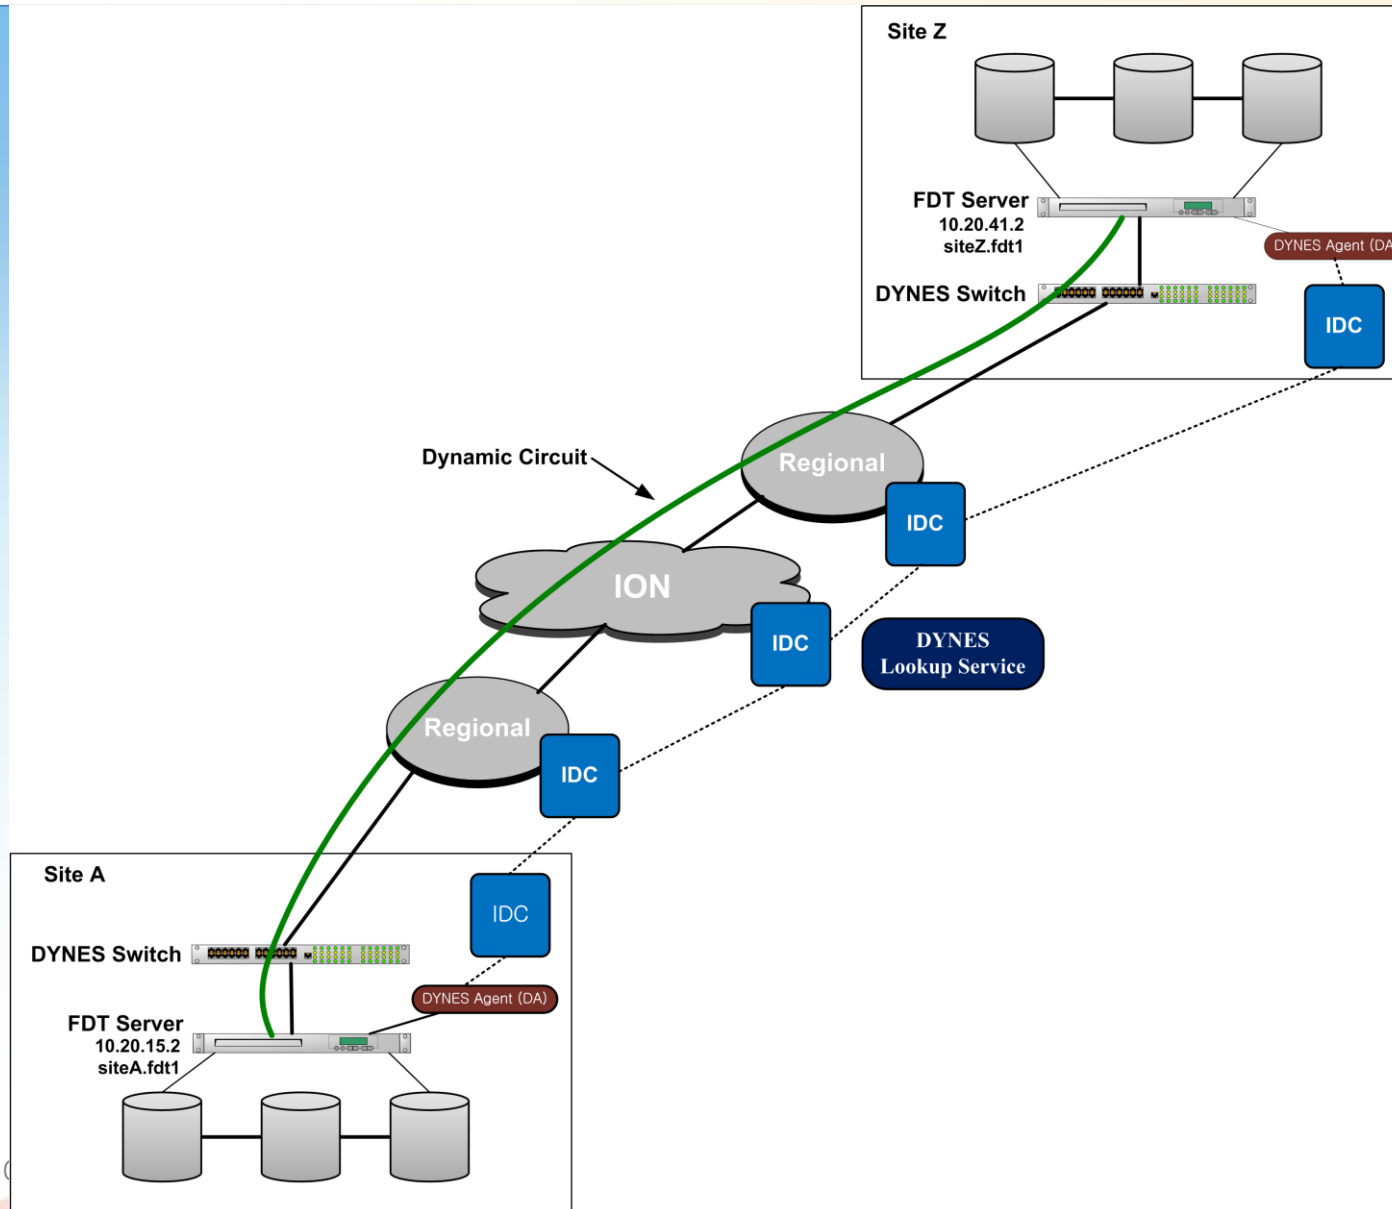 Site Z
FDT Server
10.20.41.2
siteZ.fdt1
DYNES Agent (DA
DYNES Switch
IDC
Dynamic Circuit
Regional
IDC
ION
IDC
DYNES
Lookup Service
Regional
IDC
Site A
IDC
DYNES Switch
DYNES Agent (DA)
FDT Server
10.20.15.2
siteA.fdt1
(